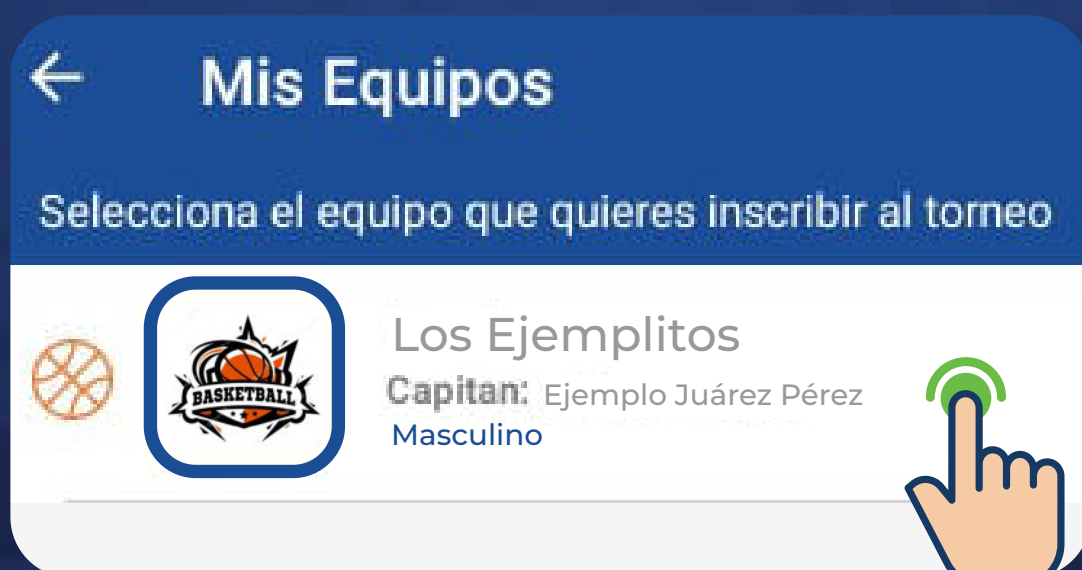 Mis Equipos
Selecciona el equipo que quieres inscribir al torneo
Los Ejemplitos
BASKETBALL
Capitan: Ejemplo Juárez Pérez
Masculino